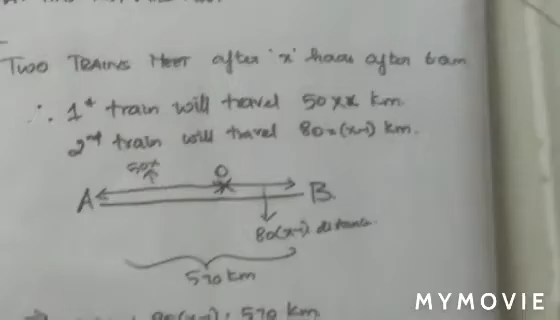 TWO TRAINS MEET after 'x' hours after 6am
∴ 1st train will travel 50×x km.
2nd train will travel 80×(x-1) km.
50x
O
A B
80(x-1) distance
570 km
⇒ 80(x-1) = 570 km
MYMOVIE